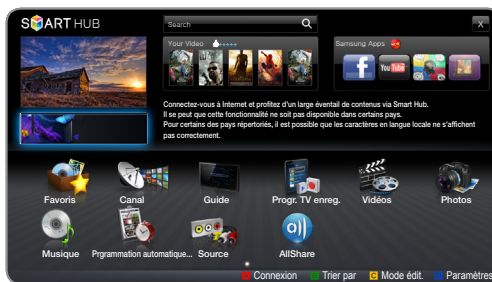 SMART HUB
Search
X
Your Video
Samsung Apps
You Tube
Connectez-vous à Internet et profitez d'un large éventail de contenus via Smart Hub.
Il se peut que cette fonctionnalité ne soit pas disponible dans certains pays.
Pour certains des pays répertoriés, il est possible que les caractères en langue locale ne s'affichent
pas correctement.
Favoris
Canal
Guide
Progr. TV enreg.
Vidéos
Photos
Musique
Prgrammation automatique...
Source
all
AllShare
Connexion
Trier par
C Mode édit.
Paramètres